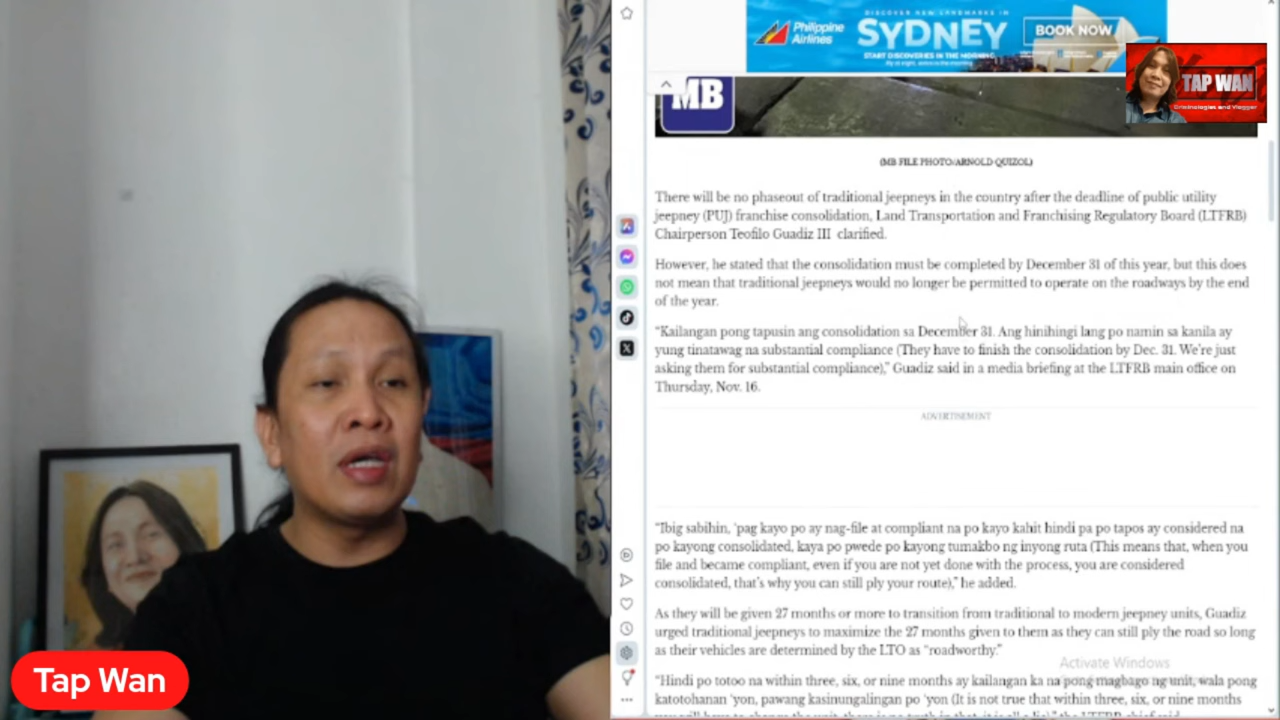 DISCOVER NEW LANDMARKS IN
Philippine Airlines
SYDNEY
BOOK NOW
START DISCOVERIES IN THE MORNING
TAP WAN
Criminologist and Vlogger
MB
(MB FILE PHOTO/ARNOLD QUIZOL)
There will be no phaseout of traditional jeepneys in the country after the deadline of public utility
jeepney (PUJ) franchise consolidation, Land Transportation and Franchising Regulatory Board (LTFRB)
Chairperson Teofilo Guadiz III clarified.
However, he stated that the consolidation must be completed by December 31 of this year, but this does
not mean that traditional jeepneys would no longer be permitted to operate on the roadways by the end
of the year.
“Kailangan pong tapusin ang consolidation sa December 31. Ang hinihingi lang po namin sa kanila ay
yung tinatawag na substantial compliance (They have to finish the consolidation by Dec. 31. We’re just
asking them for substantial compliance),” Guadiz said in a media briefing at the LTFRB main office on
Thursday, Nov. 16.
ADVERTISEMENT
“Ibig sabihin, ‘pag kayo po ay nag-file at compliant na po kayo kahit hindi pa po tapos ay considered na
po kayong consolidated, kaya po pwede po kayong tumakbo ng inyong ruta (This means that, when you
file and became compliant, even if you are not yet done with the process, you are considered
consolidated, that’s why you can still ply your route),” he added.
As they will be given 27 months or more to transition from traditional to modern jeepney units, Guadiz
urged traditional jeepneys to maximize the 27 months given to them as they can still ply the road so long
as their vehicles are determined by the LTO as “roadworthy.”
Activate Windows
“Hindi po totoo na within three, six, or nine months ay kailangan ka na pong magbago ng unit, wala pong
katotohanan ‘yon, pawang kasinungalingan po ‘yon (It is not true that within three, six, or nine months
Tap Wan